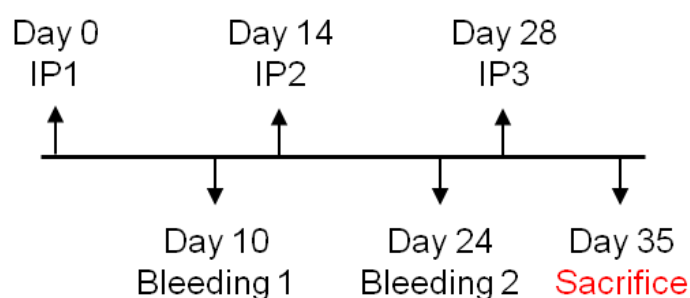 Day 0
IP1
Day 14
IP2
Day 28
IP3
Day 10
Bleeding 1
Day 24
Bleeding 2
Day 35
Sacrifice